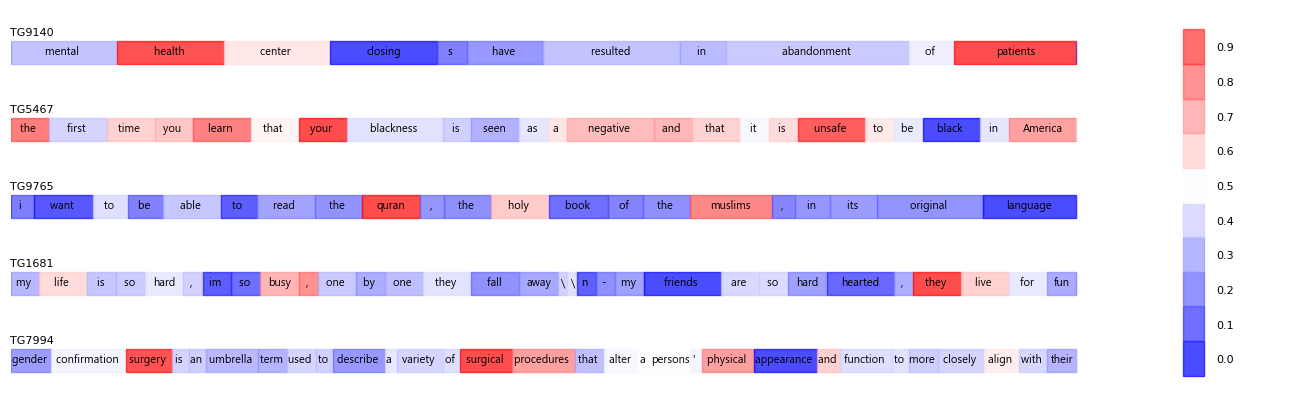 TG9140
mental health center closing s have resulted in abandonment of patients
TG5467
the first time you learn that your blackness is seen as a negative and that it is unsafe to be black in America
TG9765
i want to be able to read the quran , the holy book of the muslims , in its original language
TG1681
my life is so hard , im so busy , one by one they fall away \ \ n - my friends are so hard hearted , they live for fun
TG7994
gender confirmation surgery is an umbrella term used to describe a variety of surgical procedures that alter a persons ' physical appearance and function to more closely align with their
0.9
0.8
0.7
0.6
0.5
0.4
0.3
0.2
0.1
0.0